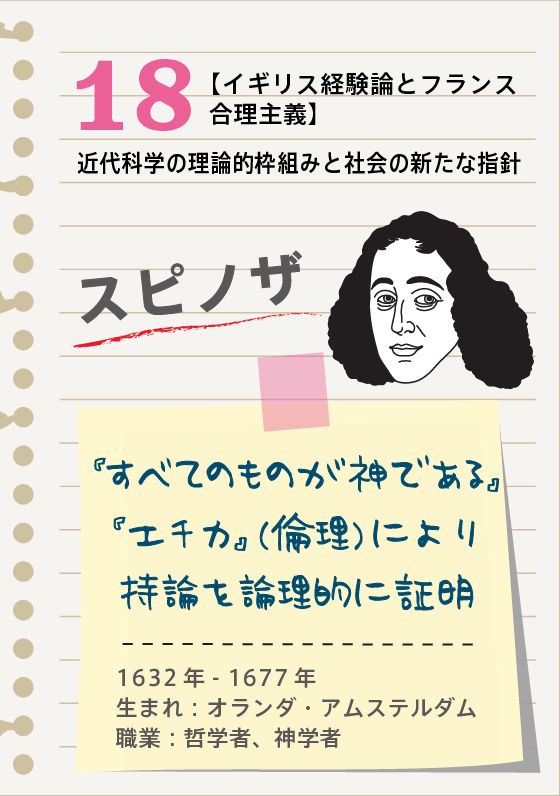 18
【イギリス経験論とフランス
合理主義】
近代科学の理論的枠組みと社会の新たな指針
スピノザ
『すべてのものが神である』
『エチカ』(倫理)により
持論を論理的に証明
1632年-1677年
生まれ：オランダ・アムステルダム
職業：哲学者、神学者